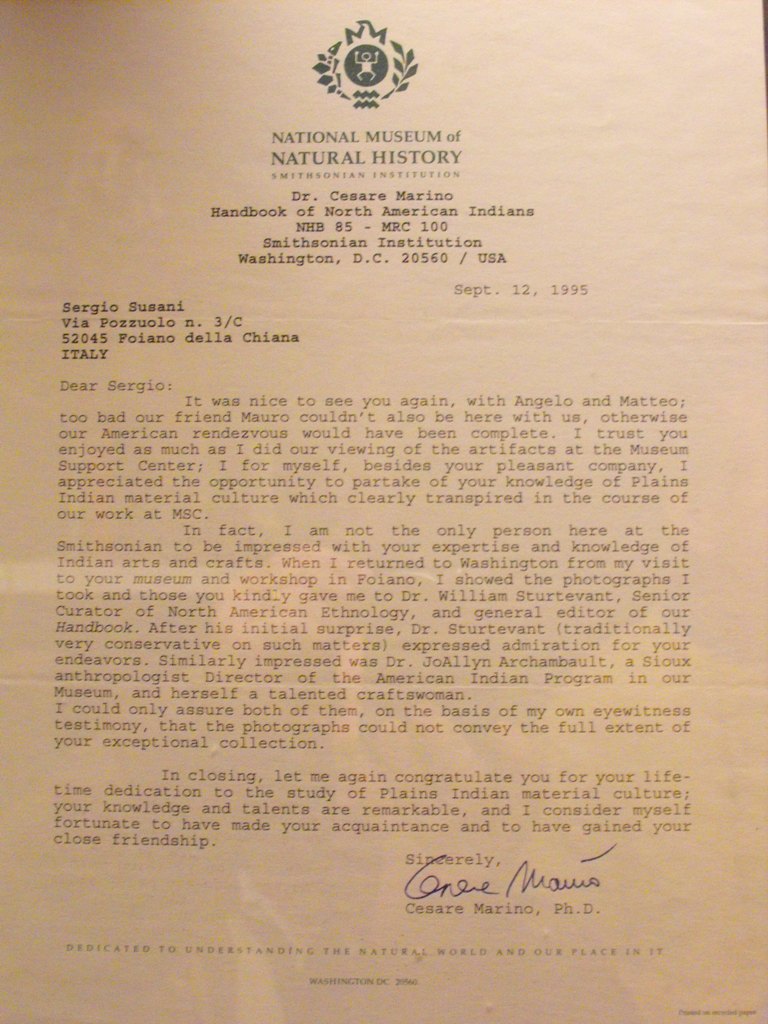 NATIONAL MUSEUM of
NATURAL HISTORY
SMITHSONIAN INSTITUTION
Dr. Cesare Marino
Handbook of North American Indians
NHB 85 - MRC 100
Smithsonian Institution
Washington, D.C. 20560 / USA
Sept. 12, 1995
Sergio Susani
Via Pozzuolo n. 3/C
52045 Foiano della Chiana
ITALY
Dear Sergio:
It was nice to see you again, with Angelo and Matteo;
too bad our friend Mauro couldn't also be here with us, otherwise
our American rendezvous would have been complete. I trust you
enjoyed as much as I did our viewing of the artifacts at the Museum
Support Center; I for myself, besides your pleasant company, I
appreciated the opportunity to partake of your knowledge of Plains
Indian material culture which clearly transpired in the course of
our work at MSC.
In fact, I am not the only person here at the
Smithsonian to be impressed with your expertise and knowledge of
Indian arts and crafts. When I returned to Washington from my visit
to your museum and workshop in Foiano, I showed the photographs I
took and those you kindly gave me to Dr. William Sturtevant, Senior
Curator of North American Ethnology, and general editor of our
Handbook. After his initial surprise, Dr. Sturtevant (traditionally
very conservative on such matters) expressed admiration for your
endeavors. Similarly impressed was Dr. JoAllyn Archambault, a Sioux
anthropologist Director of the American Indian Program in our
Museum, and herself a talented craftswoman.
I could only assure both of them, on the basis of my own eyewitness
testimony, that the photographs could not convey the full extent of
your exceptional collection.
In closing, let me again congratulate you for your life-
time dedication to the study of Plains Indian material culture;
your knowledge and talents are remarkable, and I consider myself
fortunate to have made your acquaintance and to have gained your
close friendship.
Sincerely,
Cesare Marino
Cesare Marino, Ph.D.
DEDICATED TO UNDERSTANDING THE NATURAL WORLD AND OUR PLACE IN IT
WASHINGTON DC 20560
Printed on recycled paper